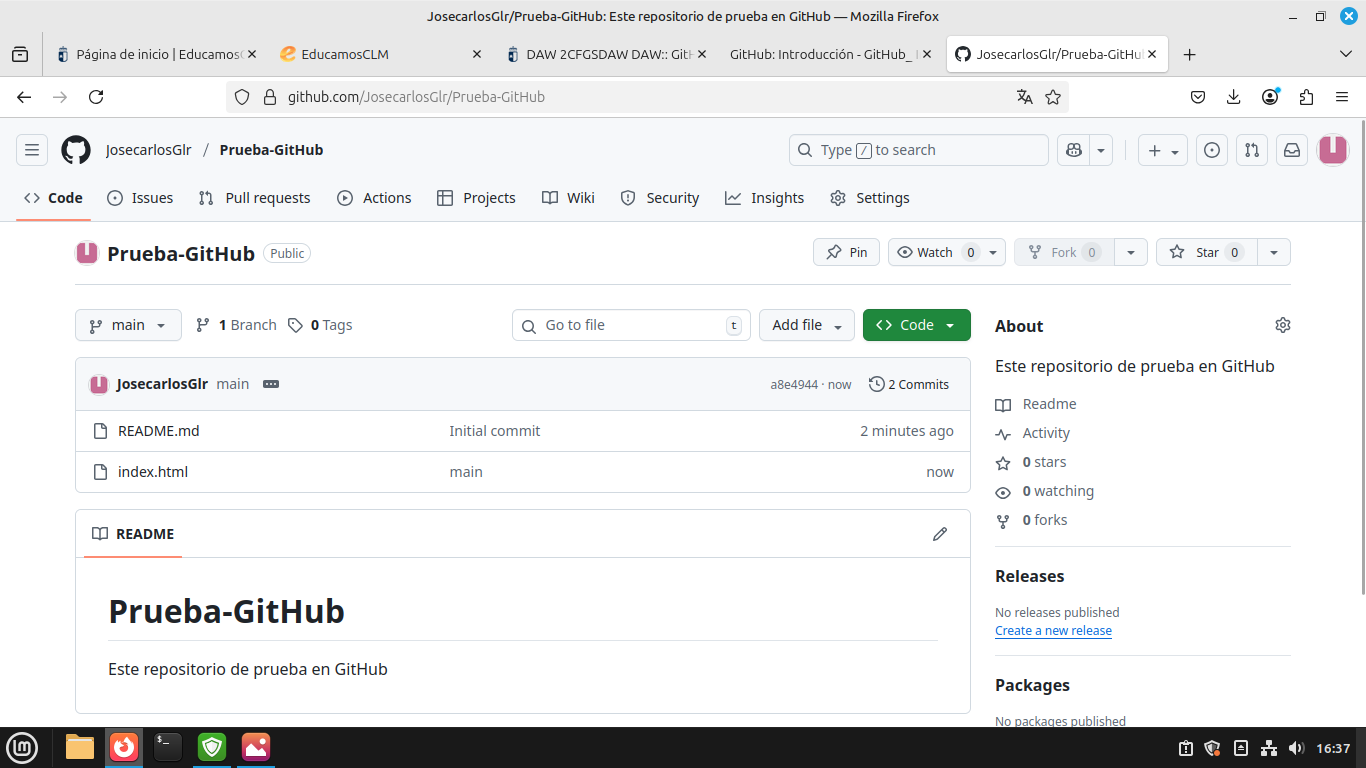 JosecarlosGlr/Prueba-GitHub: Este repositorio de prueba en GitHub — Mozilla Firefox
Página de inicio | Educamos
EducamosCLM
DAW 2CFGSDAW DAW:: GitH
GitHub: Introducción - GitHub_
JosecarlosGlr/Prueba-GitHu
github.com/JosecarlosGlr/Prueba-GitHub
JosecarlosGlr / Prueba-GitHub
Type / to search
Code Issues Pull requests Actions Projects Wiki Security Insights Settings
Prueba-GitHub Public
Pin Watch 0 Fork 0 Star 0
main 1 Branch 0 Tags
Go to file t Add file Code
JosecarlosGlr main a8e4944 · now 2 Commits
README.md Initial commit 2 minutes ago
index.html main now
README
Prueba-GitHub
Este repositorio de prueba en GitHub
About
Este repositorio de prueba en GitHub
Readme
Activity
0 stars
0 watching
0 forks
Releases
No releases published
Create a new release
Packages
No packages published
16:37